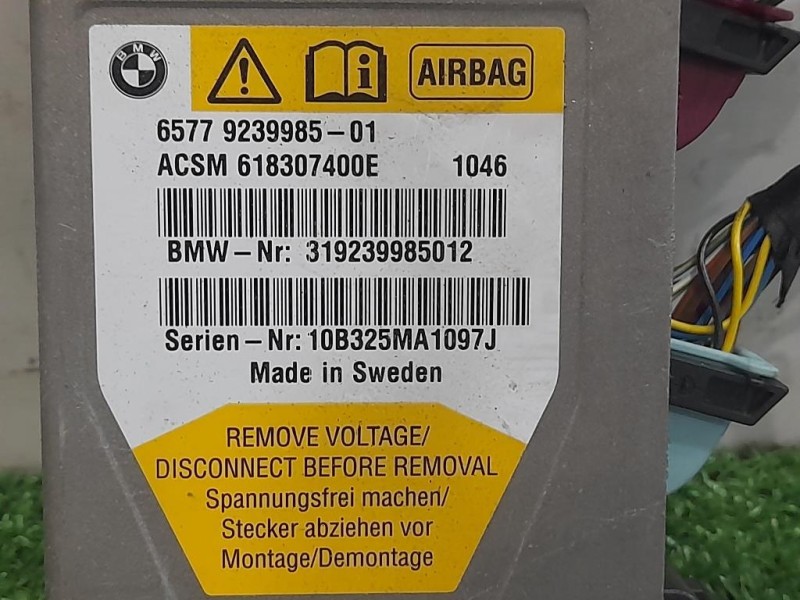 BMW
AIRBAG
6577 9239985-01
ACSM 618307400E 1046
BMW-Nr: 319239985012
Serien-Nr: 10B325MA1097J
Made in Sweden
REMOVE VOLTAGE/
DISCONNECT BEFORE REMOVAL
Spannungsfrei machen/
Stecker abziehen vor
Montage/Demontage